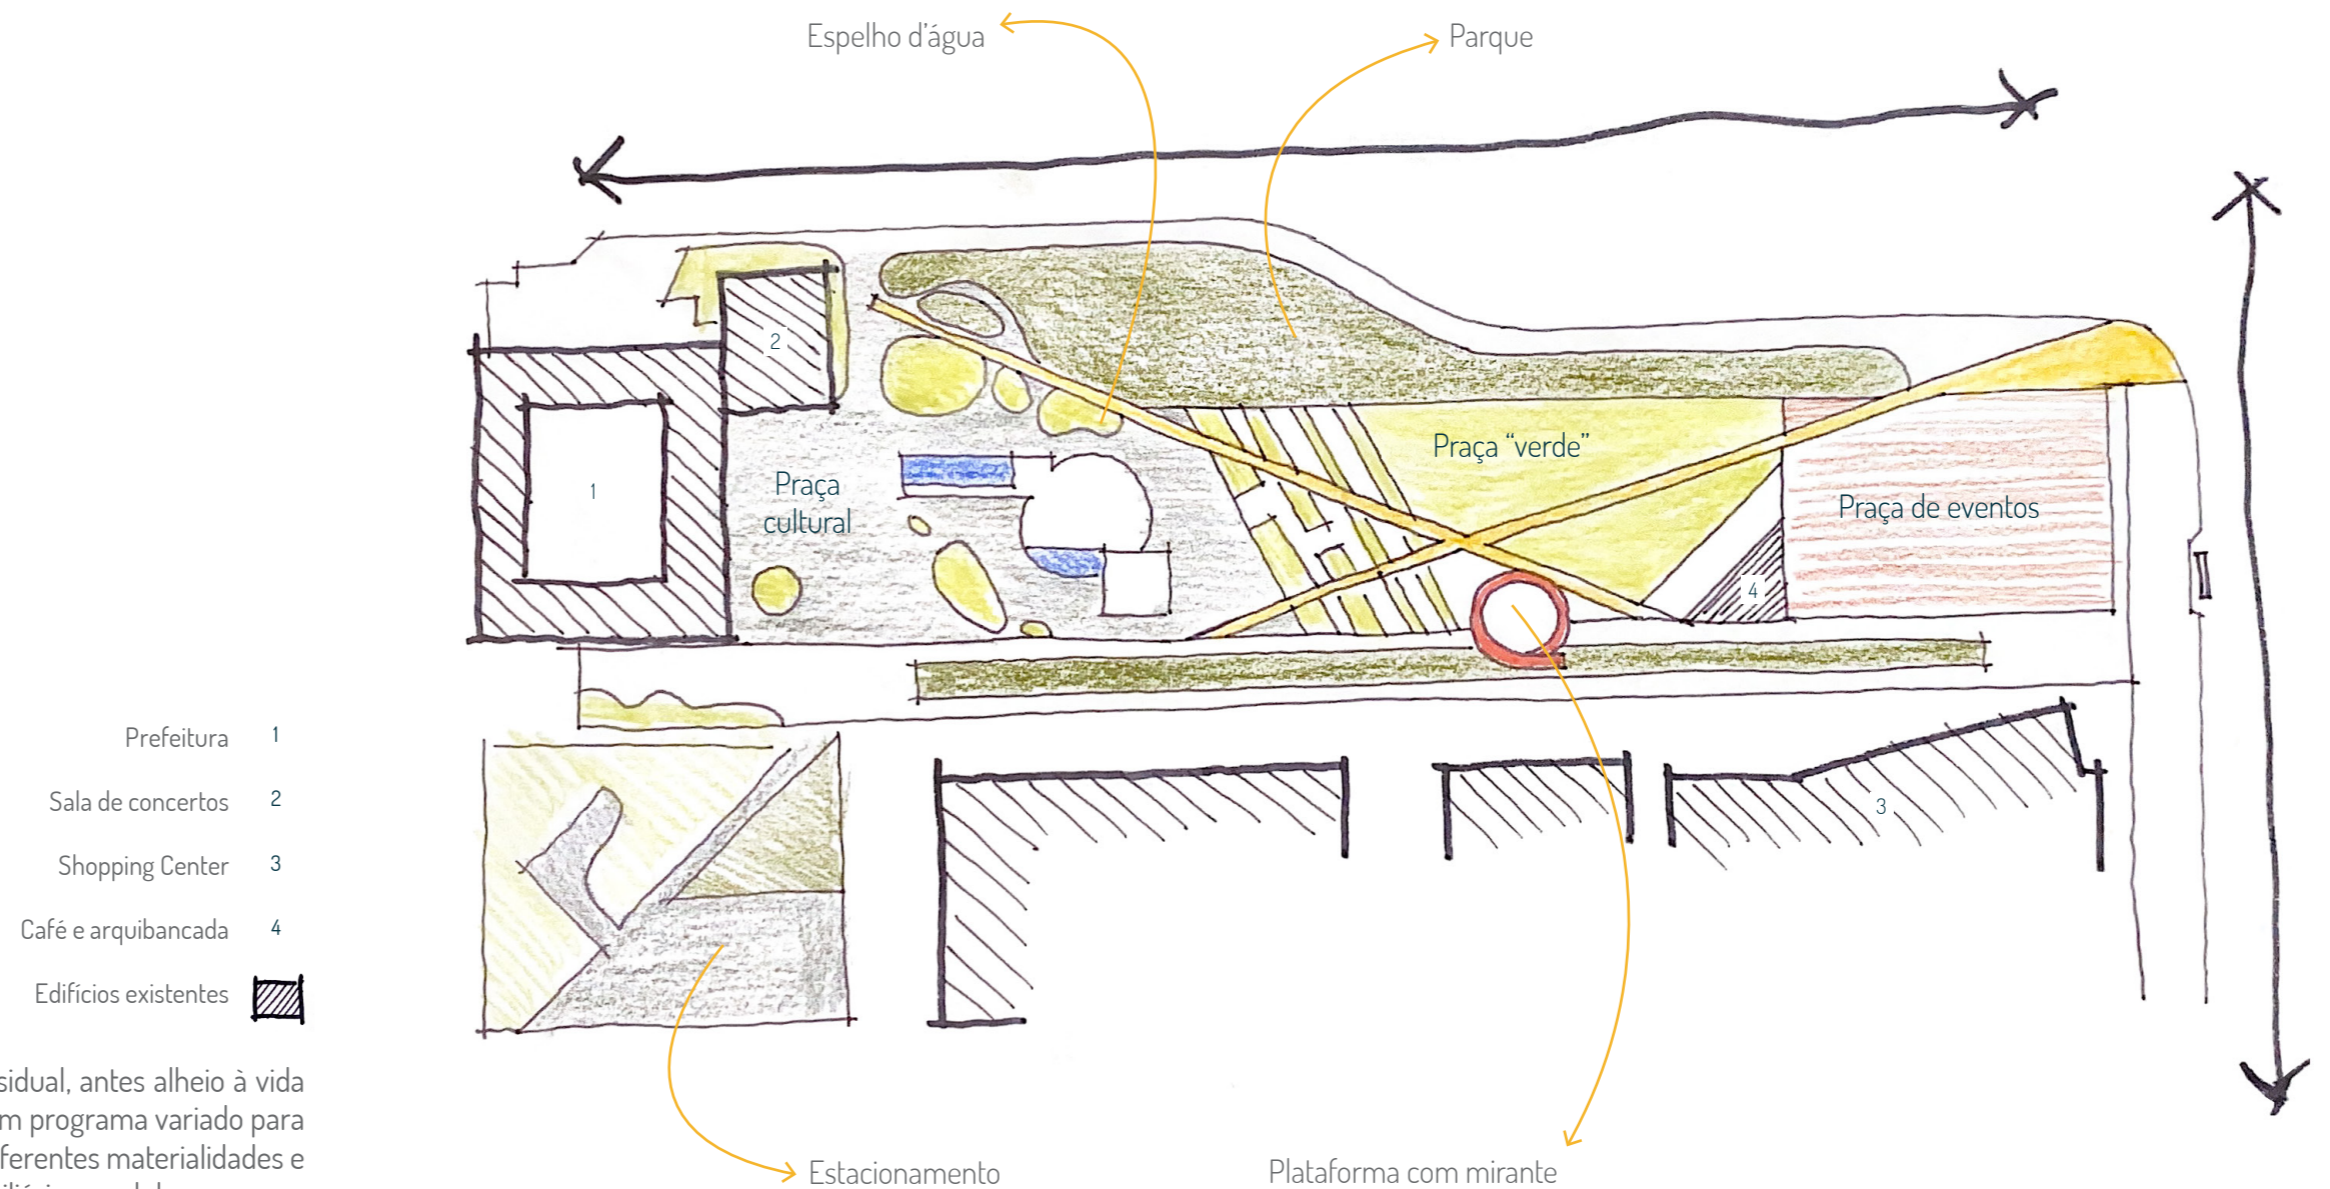 Espelho d'água
Parque
2
1
Praça
cultural
Praça “verde”
Praça de eventos
4
3
Prefeitura 1
Sala de concertos 2
Shopping Center 3
Café e arquibancada 4
Edifícios existentes
sidual, antes alheio à vida
m programa variado para
ferentes materialidades e
Estacionamento
Plataforma com mirante